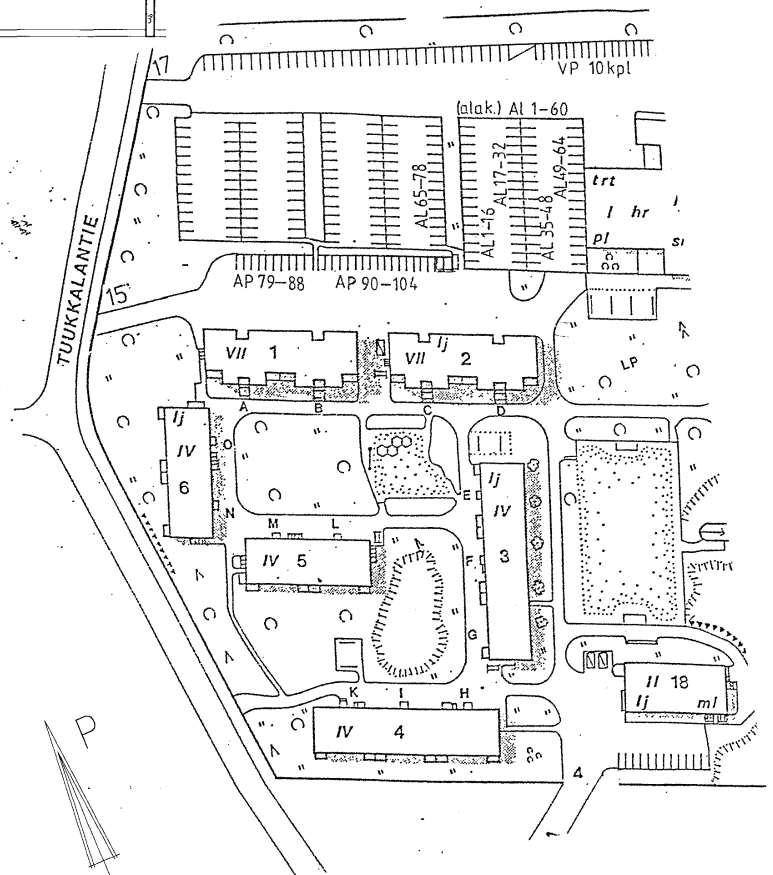 17
VP 10 kpl
(alak.) Al 1-60
AL 65-78
AL 1-16
AL 17-32
AL 35-48
AL 49-64
trt
l hr
pl
TUUKKALANTIE
15
AP 79-88
AP 90-104
VII 1
Ij
VII 2
LP
A
B
C
D
Ij
IV
6
O
N
E
Ij
IV
3
F
G
M
L
IV 5
K
I
H
IV 4
II 18
Ij ml
4
P